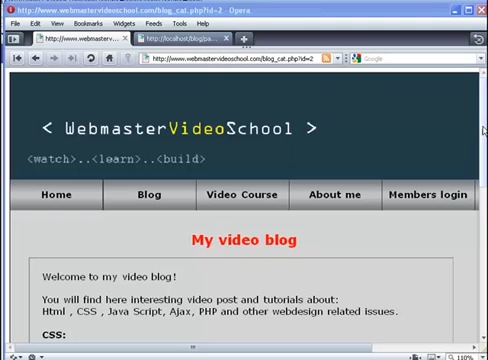 http://www.webmastervideoschool.com/blog_cat.php?id=2 - Opera
File Edit View Bookmarks Webmasters Feeds Tools Help
http://www.webmastervideosch... http://localhost/blog/pa...
http://www.webmastervideoschool.com/blog_cat.php?id=2 Google
< WebmasterVideoSchool >
<watch>..<learn>..<build>
Home Blog Video Course About me Members login
My video blog
Welcome to my video blog!
You will find here interesting video post and tutorials about:
Html , CSS , Java Script, Ajax, PHP and other webdesign related issues.
CSS:
110%